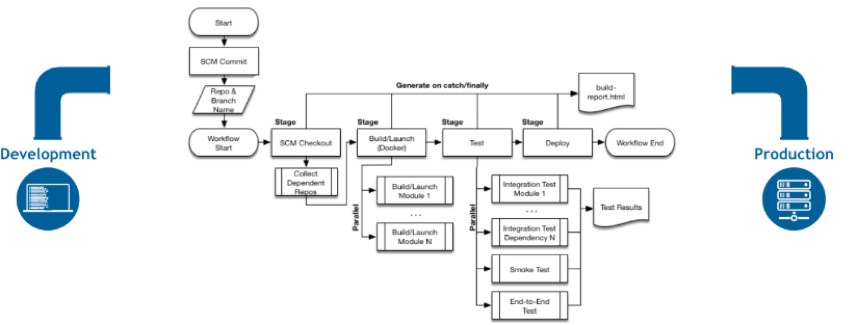 Start
SCM Commit
Repo &
Branch
Name
Generate on catch/finally
build-
report.html
Stage
Stage
Stage
Stage
Workflow
Start
SCM Checkout
Build/Launch
(Docker)
Test
Deploy
Workflow End
Development
Production
Collect
Dependent
Repos
Parallel
Build/Launch
Module 1
...
Build/Launch
Module N
Parallel
Integration Test
Module 1
...
Integration Test
Dependency N
Smoke Test
End-to-End
Test
Test Results